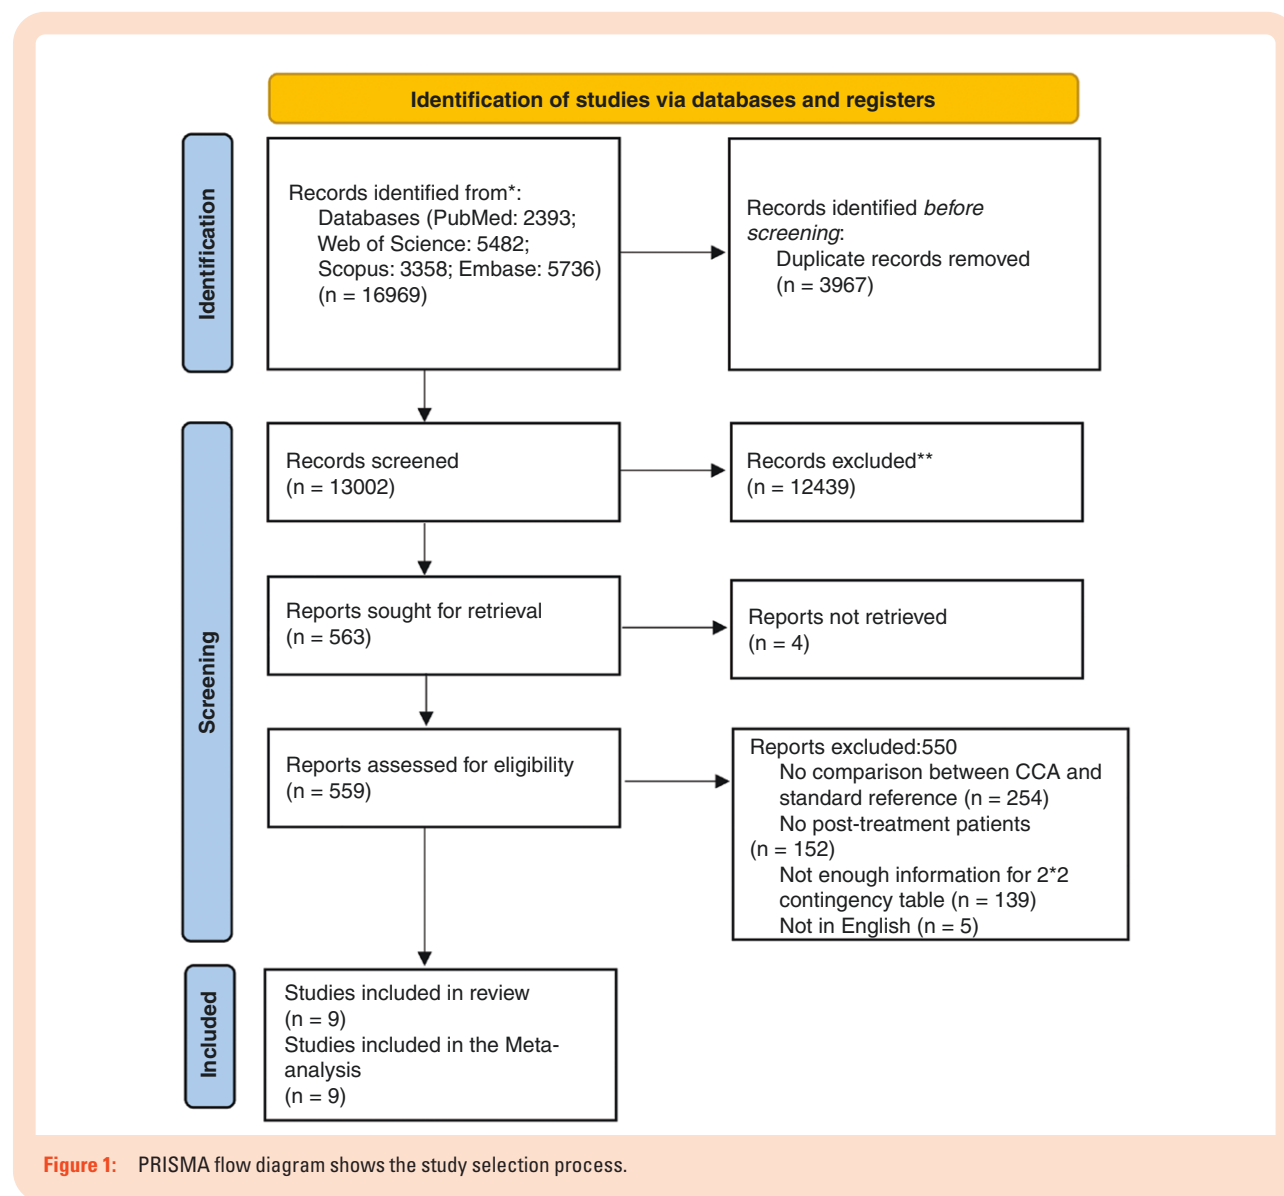 Identification of studies via databases and registers
Identification
Records identified from*:
Databases (PubMed: 2393;
Web of Science: 5482;
Scopus: 3358; Embase: 5736)
(n = 16969)
Records identified before
screening:
Duplicate records removed
(n = 3967)
Screening
Records screened
(n = 13002)
Records excluded**
(n = 12439)
Reports sought for retrieval
(n = 563)
Reports not retrieved
(n = 4)
Reports assessed for eligibility
(n = 559)
Reports excluded:550
No comparison between CCA and
standard reference (n = 254)
No post-treatment patients
(n = 152)
Not enough information for 2*2
contingency table (n = 139)
Not in English (n = 5)
Included
Studies included in review
(n = 9)
Studies included in the Meta-
analysis
(n = 9)
Figure 1: PRISMA flow diagram shows the study selection process.